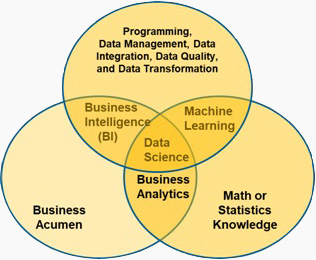 Programming,
Data Management, Data
Integration, Data Quality,
and Data Transformation
Business
Intelligence
(BI)
Machine
Learning
Data
Science
Business
Analytics
Business
Acumen
Math or
Statistics
Knowledge